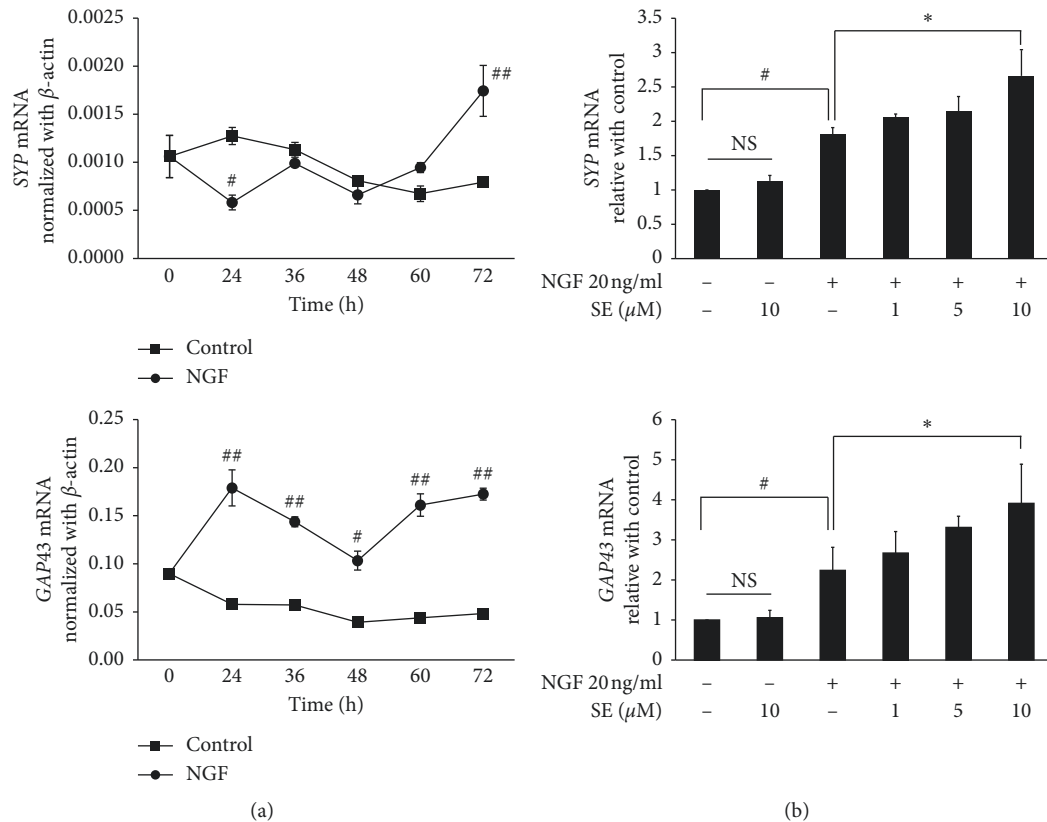 SYP mRNA
normalized with β-actin
0.0025
0.0020
0.0015
0.0010
0.0005
0.0000
##
#
0 24 36 48 60 72
Time (h)
Control
NGF
SYP mRNA
relative with control
3.5
3
2.5
2
1.5
1
0.5
0
*
#
NS
NGF 20 ng/ml – – + + + +
SE (μM) – 10 – 1 5 10
GAP43 mRNA
normalized with β-actin
0.25
0.20
0.15
0.10
0.05
0.00
## ## # ## ##
0 24 36 48 60 72
Time (h)
Control
NGF
(a)
GAP43 mRNA
relative with control
6
5
4
3
2
1
0
*
#
NS
NGF 20 ng/ml – – + + + +
SE (μM) – 10 – 1 5 10
(b)